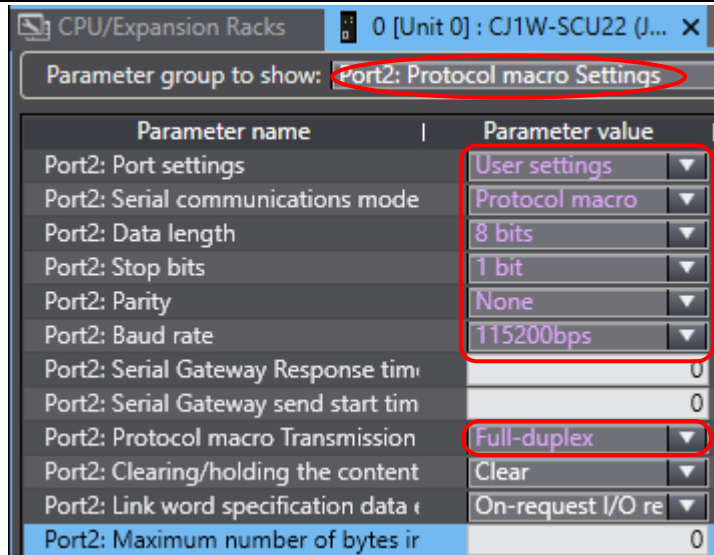 CPU/Expansion Racks 0 [Unit 0] : CJ1W-SCU22 (J... X
Parameter group to show: Port2: Protocol macro Settings
Parameter name | Parameter value
Port2: Port settings User settings
Port2: Serial communications mode Protocol macro
Port2: Data length 8 bits
Port2: Stop bits 1 bit
Port2: Parity None
Port2: Baud rate 115200bps
Port2: Serial Gateway Response tim 0
Port2: Serial Gateway send start tim 0
Port2: Protocol macro Transmission Full-duplex
Port2: Clearing/holding the content Clear
Port2: Link word specification data On-request I/O re
Port2: Maximum number of bytes ir 0